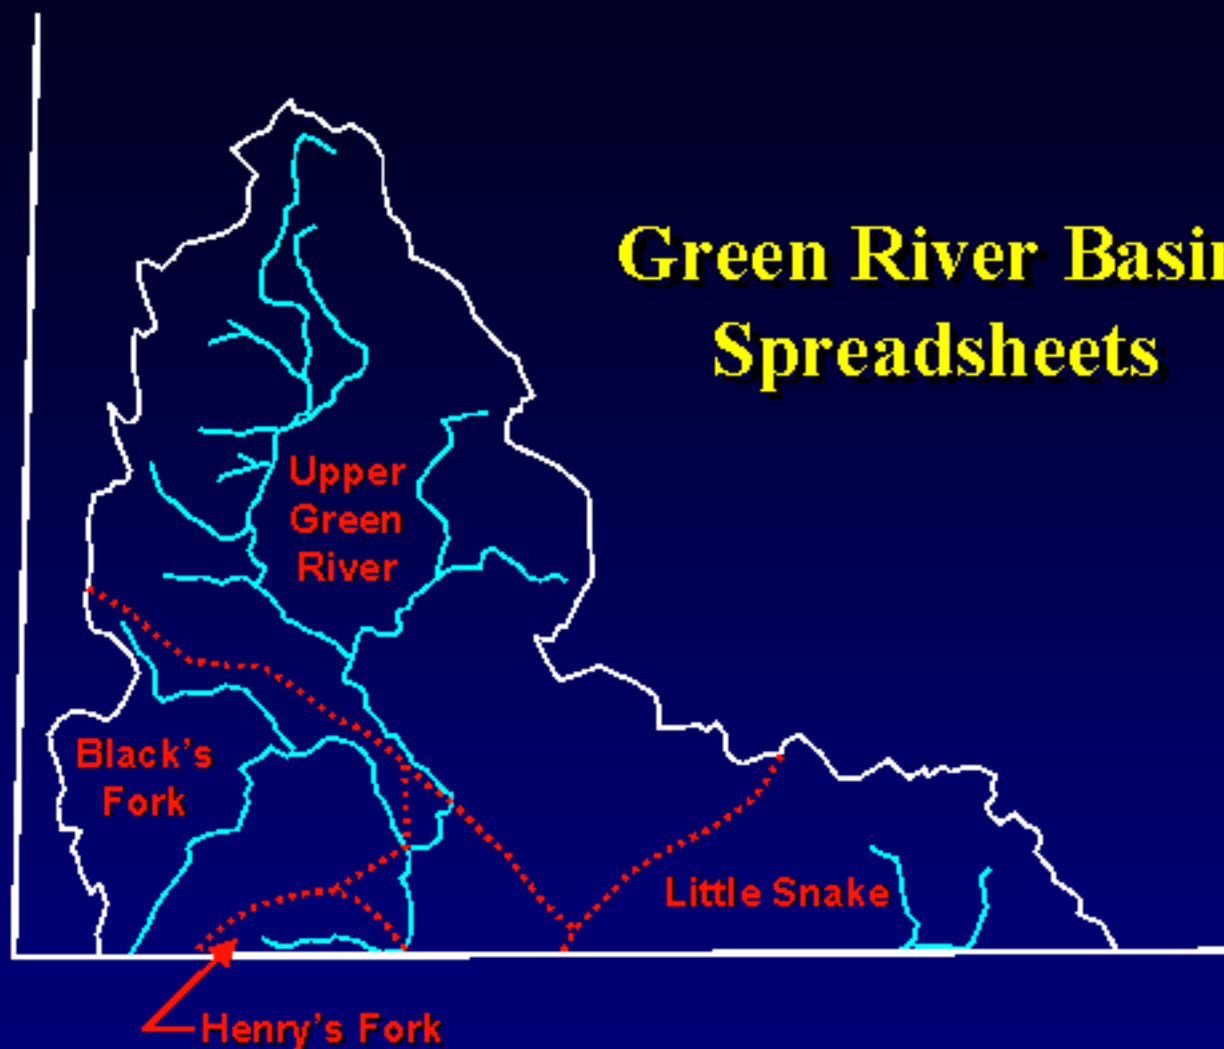 Green River Basin
Spreadsheets
Upper
Green
River
Black's
Fork
Little Snake
Henry's Fork